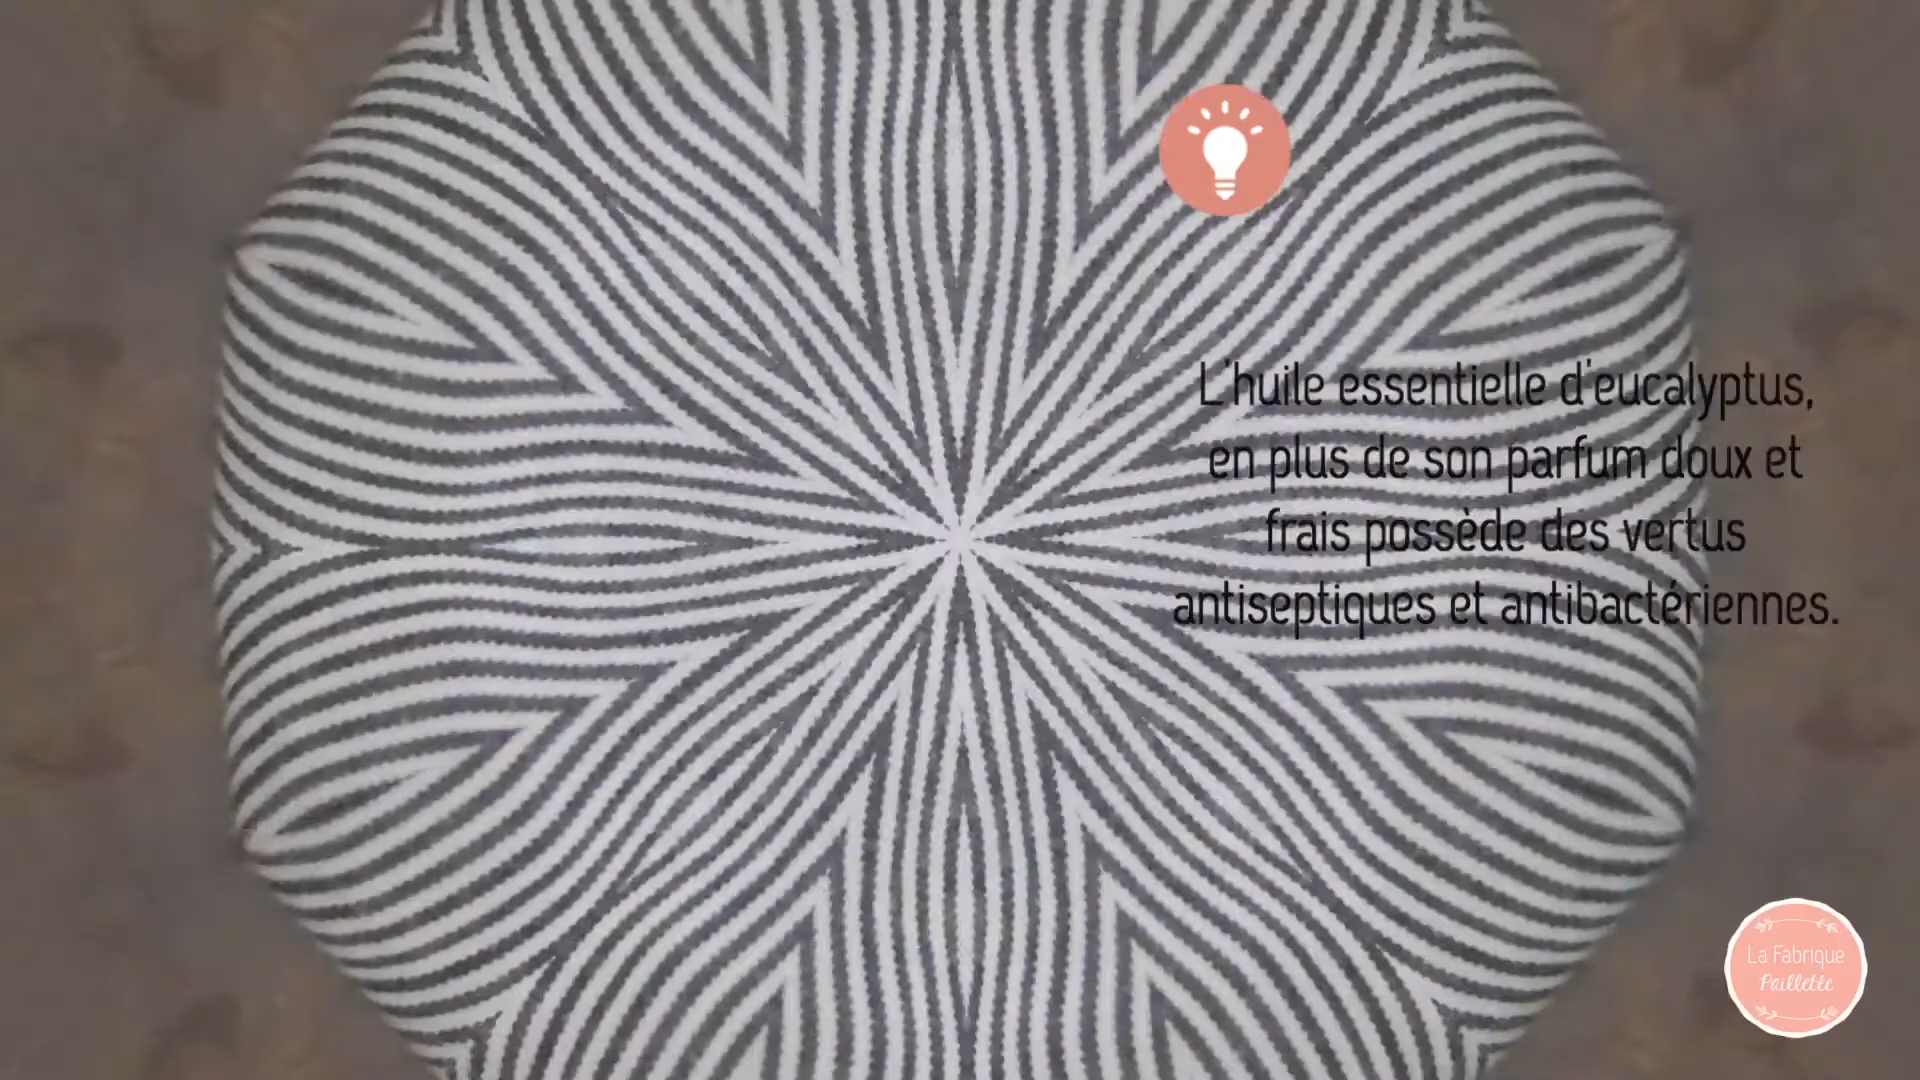 L'huile essentielle d'eucalyptus,
en plus de son parfum doux et
frais possède des vertus
antiseptiques et antibactériennes.
La Fabrique
Pailletée